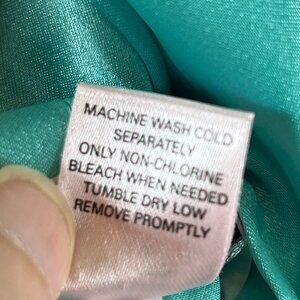 MACHINE WASH COLD
SEPARATELY
ONLY NON-CHLORINE
BLEACH WHEN NEEDED
TUMBLE DRY LOW
REMOVE PROMPTLY